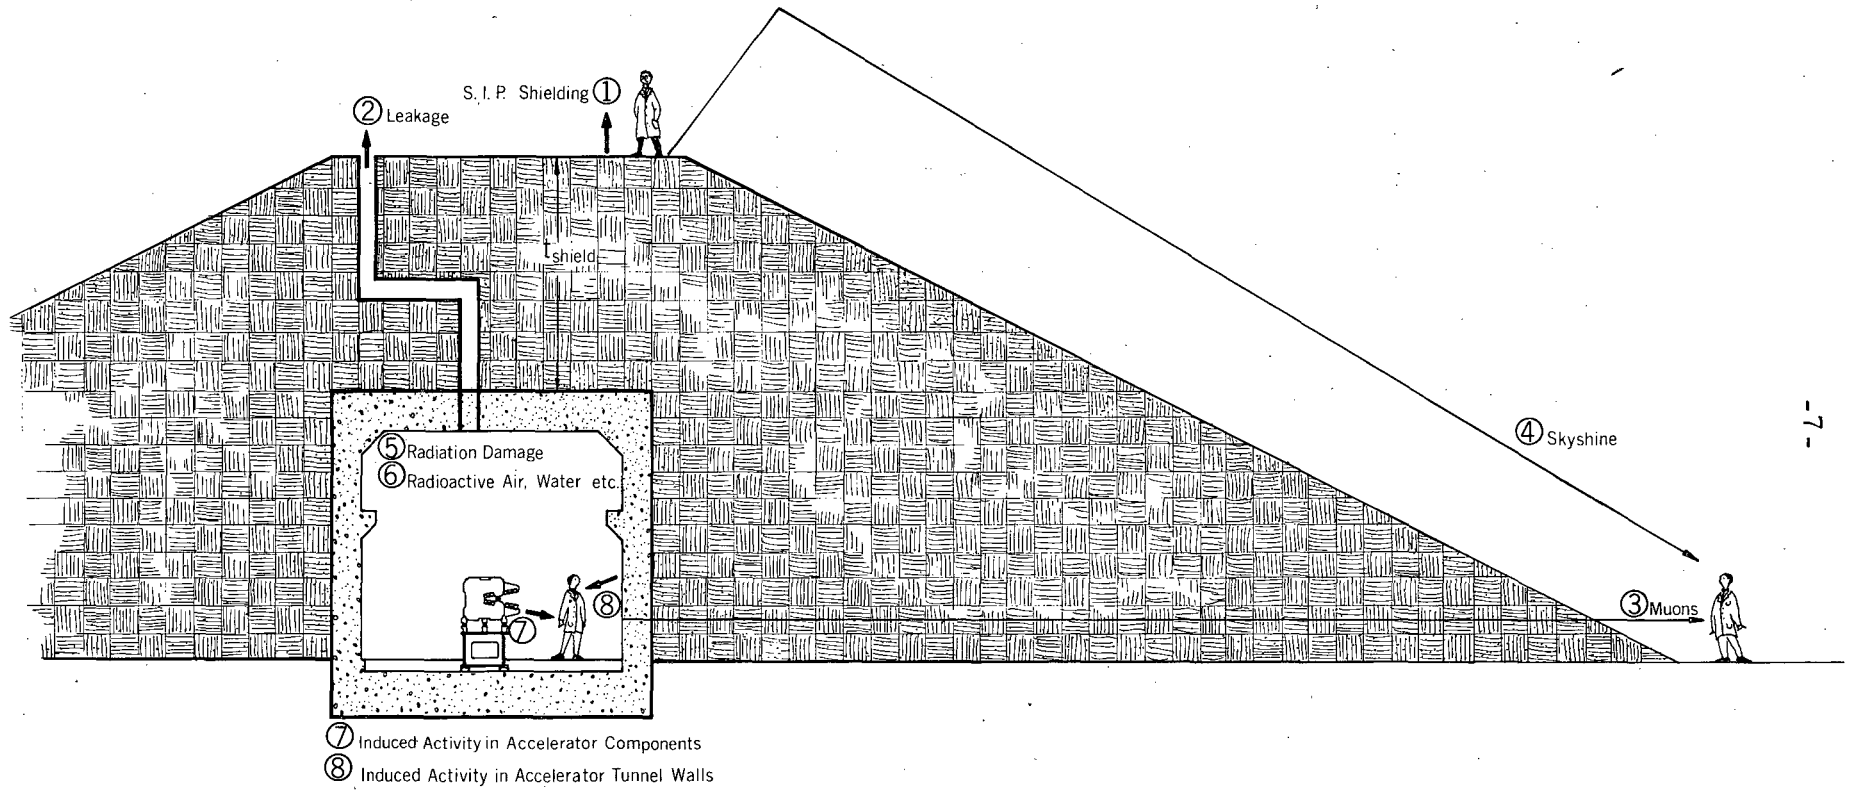 S. I. P. Shielding ①
② Leakage
t shield
④ Skyshine
- 7 -
⑤ Radiation Damage
⑥ Radioactive Air, Water etc.
⑧
⑦
③ Muons
⑦ Induced Activity in Accelerator Components
⑧ Induced Activity in Accelerator Tunnel Walls